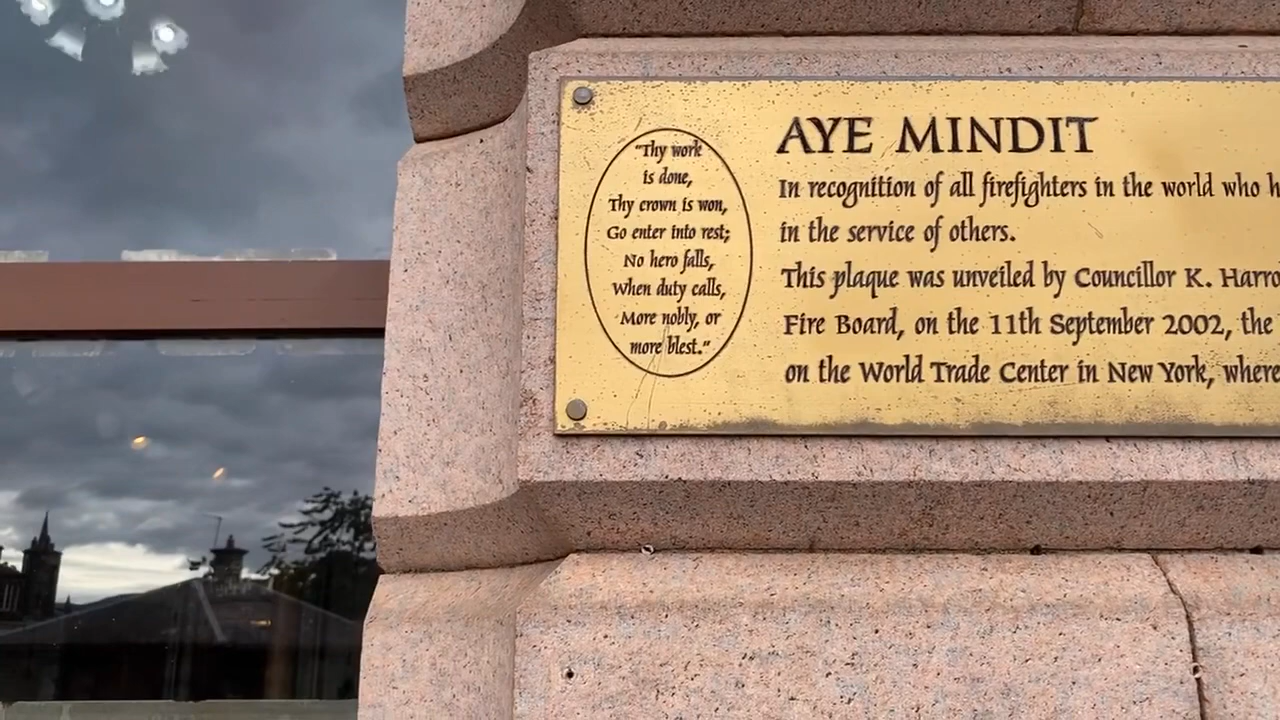 "Thy work
is done,
Thy crown is won,
Go enter into rest;
No hero falls,
When duty calls,
More nobly, or
more blest."
AYE MINDIT
In recognition of all firefighters in the world who
in the service of others.
This plaque was unveiled by Councillor K.
Fire Board, on the 11th September 2002, the
on the World Trade Center in New York, where